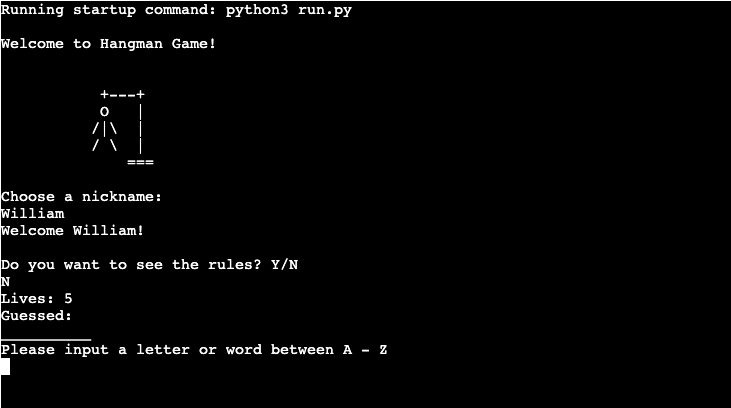 Running startup command: python3 run.py
Welcome to Hangman Game!
+---+
O   |
/|\  |
/ \  |
===
Choose a nickname:
William
Welcome William!
Do you want to see the rules? Y/N
N
Lives: 5
Guessed:
__________
Please input a letter or word between A - Z